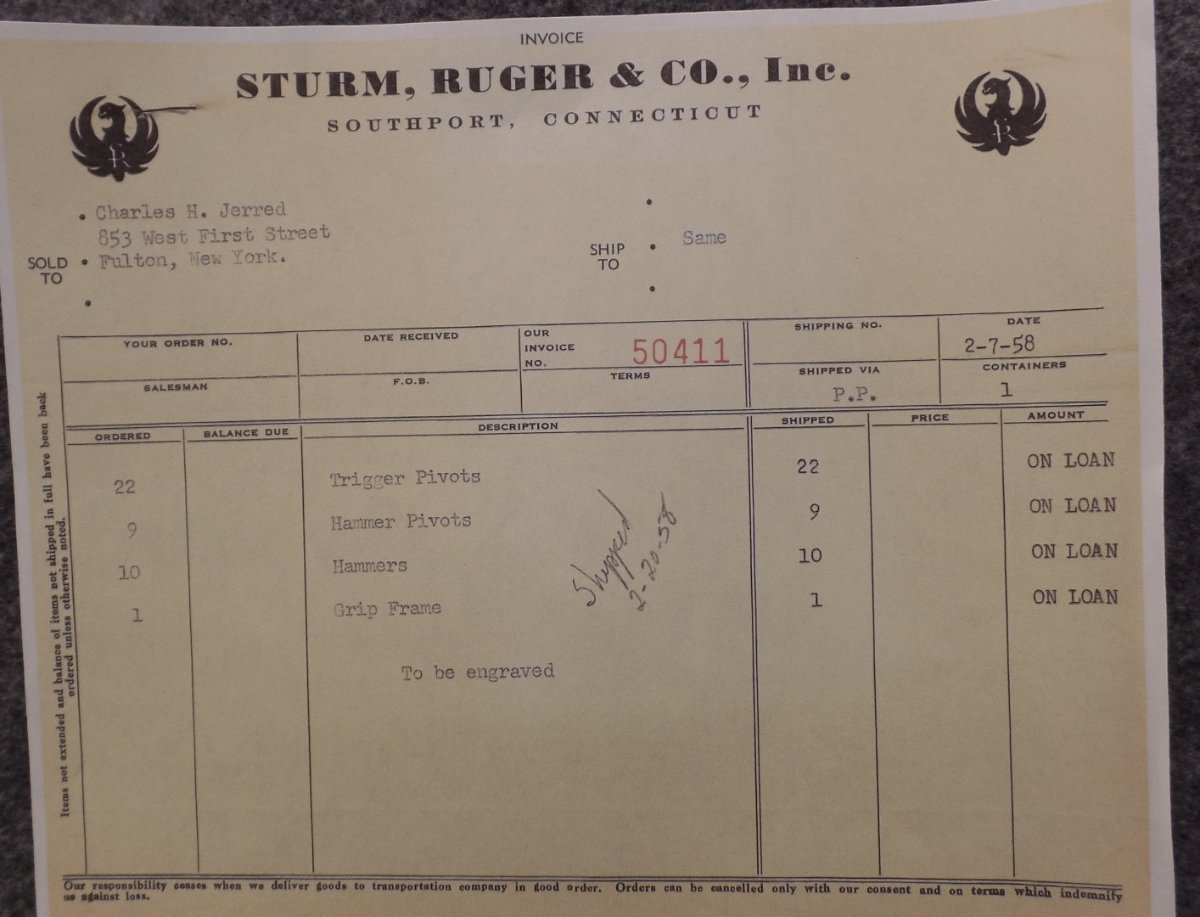 INVOICE
STURM, RUGER & CO., Inc.
SOUTHPORT, CONNECTICUT
R
R
SOLD TO
Charles H. Jerred
853 West First Street
Fulton, New York.
SHIP TO
Same
YOUR ORDER NO.
DATE RECEIVED
OUR INVOICE NO. 50411
SHIPPING NO.
DATE
2-7-58
SALESMAN
F.O.B.
TERMS
SHIPPED VIA
P.P.
CONTAINERS
1
ORDERED BALANCE DUE DESCRIPTION SHIPPED PRICE AMOUNT
22 Trigger Pivots 22 ON LOAN
9 Hammer Pivots 9 ON LOAN
10 Hammers 10 ON LOAN
1 Grip Frame 1 ON LOAN
To be engraved
Shipped
2-20-58
Items not extended and balance of items not shipped in full have been back
ordered unless otherwise noted.
Our responsibility ceases when we deliver goods to transportation company in good order. Orders can be cancelled only with our consent and on terms which indemnify
us against loss.